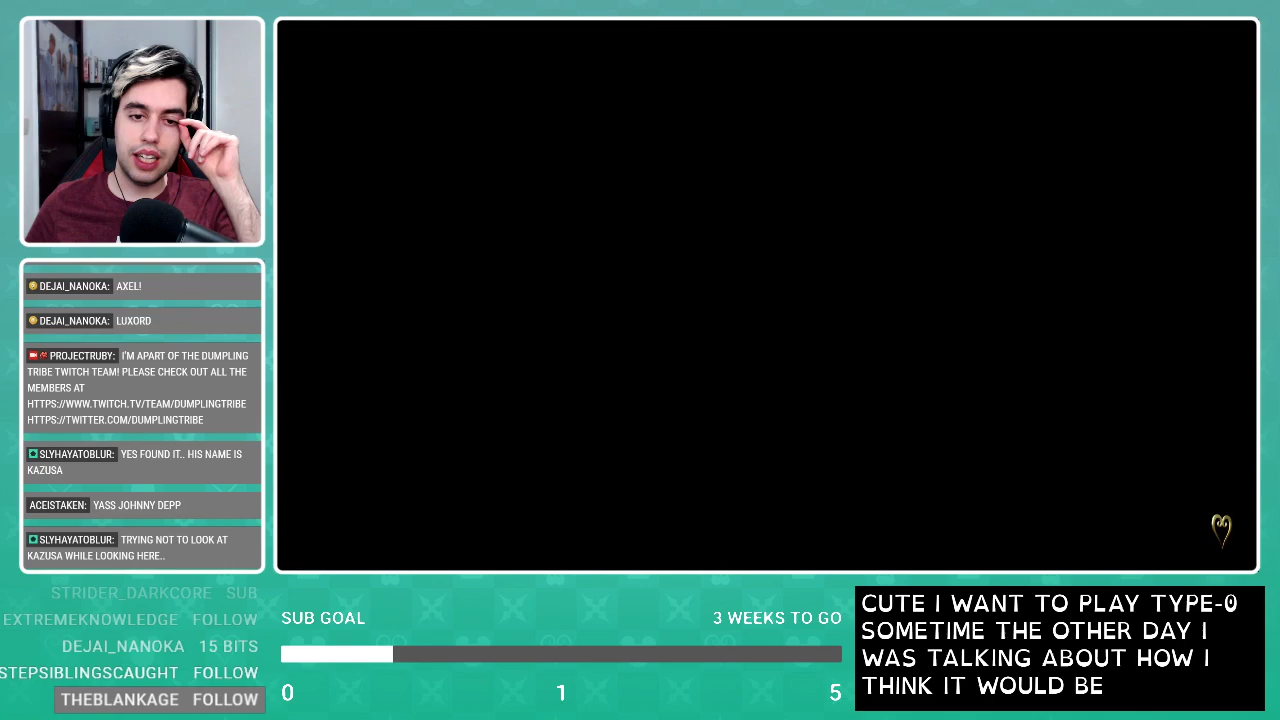 DEJAI_NANOKA: AXEL!
DEJAI_NANOKA: LUXORD
PROJECTRUBY: I'M APART OF THE DUMPLING
TRIBE TWITCH TEAM! PLEASE CHECK OUT ALL THE
MEMBERS AT
HTTPS://WWW.TWITCH.TV/TEAM/DUMPLINGTRIBE
HTTPS://TWITTER.COM/DUMPLINGTRIBE
SLYHAYATOBLUR: YES FOUND IT.. HIS NAME IS
KAZUSA
ACEISTAKEN: YASS JOHNNY DEPP
SLYHAYATOBLUR: TRYING NOT TO LOOK AT
KAZUSA WHILE LOOKING HERE..
STRIDER_DARKCORE SUB
EXTREMEKNOWLEDGE FOLLOW
DEJAI_NANOKA 15 BITS
STEPSIBLINGSCAUGHT FOLLOW
THEBLANKAGE FOLLOW
SUB GOAL 3 WEEKS TO GO
0 1 5
CUTE I WANT TO PLAY TYPE-0
SOMETIME THE OTHER DAY I
WAS TALKING ABOUT HOW I
THINK IT WOULD BE